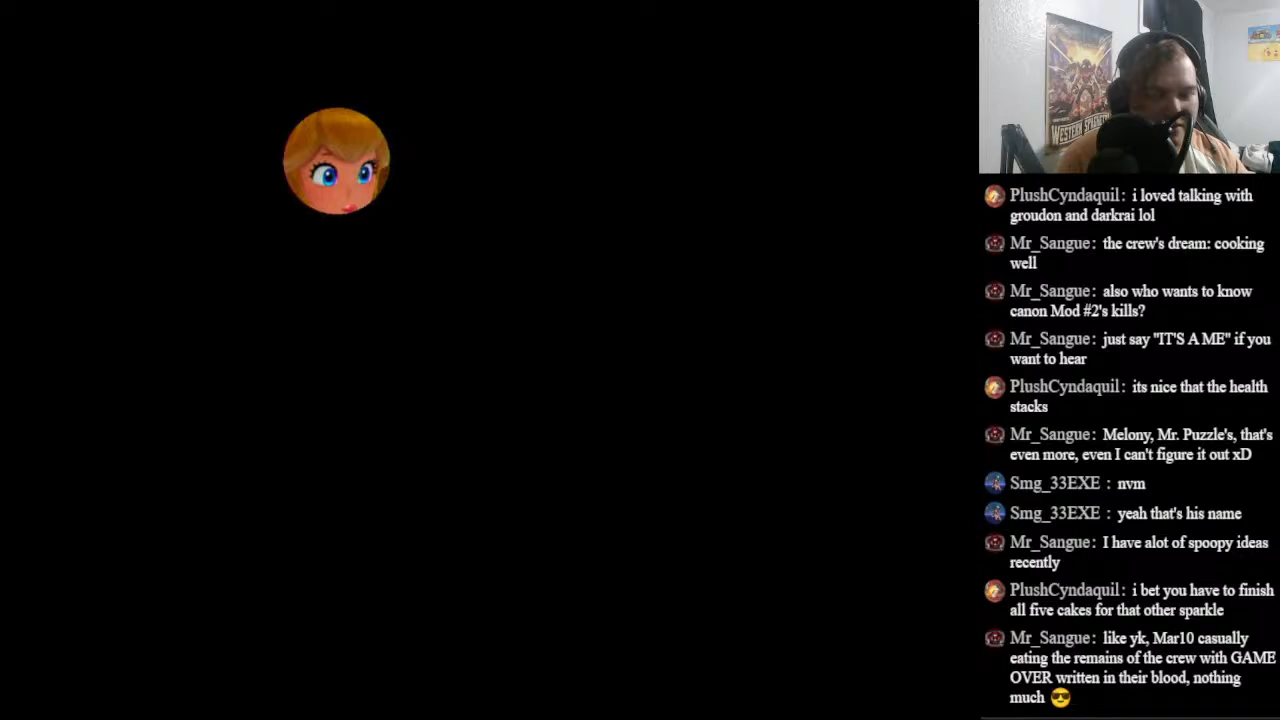 WESTERN SPAGHETTI
PlushCyndaquil: i loved talking with
groudon and darkrai lol
Mr_Sangue: the crew's dream: cooking
well
Mr_Sangue: also who wants to know
canon Mod #2's kills?
Mr_Sangue: just say "IT'S A ME" if you
want to hear
PlushCyndaquil: its nice that the health
stacks
Mr_Sangue: Melony, Mr. Puzzle's, that's
even more, even I can't figure it out xD
Smg_33EXE : nvm
Smg_33EXE : yeah that's his name
Mr_Sangue: I have alot of spoopy ideas
recently
PlushCyndaquil: i bet you have to finish
all five cakes for that other sparkle
Mr_Sangue: like yk, Mar10 casually
eating the remains of the crew with GAME
OVER written in their blood, nothing
much 😎